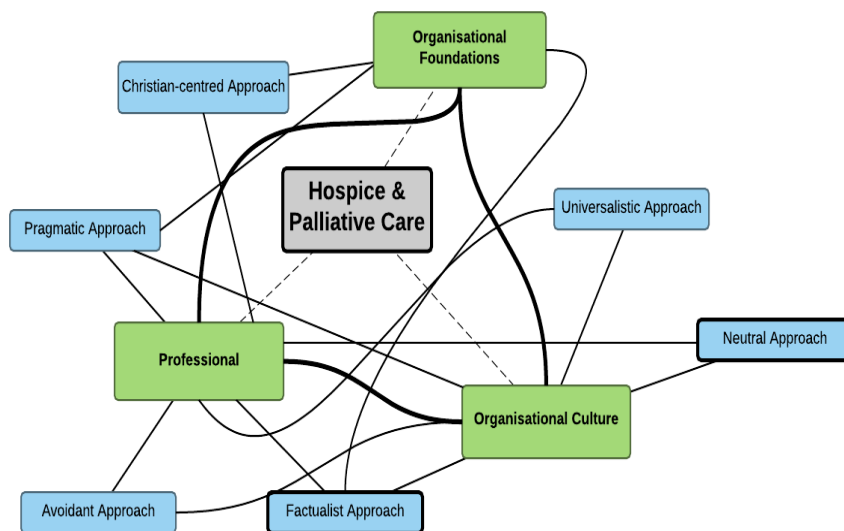 Organisational
Foundations
Christian-centred Approach
Hospice &
Palliative Care
Universalistic Approach
Pragmatic Approach
Neutral Approach
Professional
Organisational Culture
Avoidant Approach
Factualist Approach